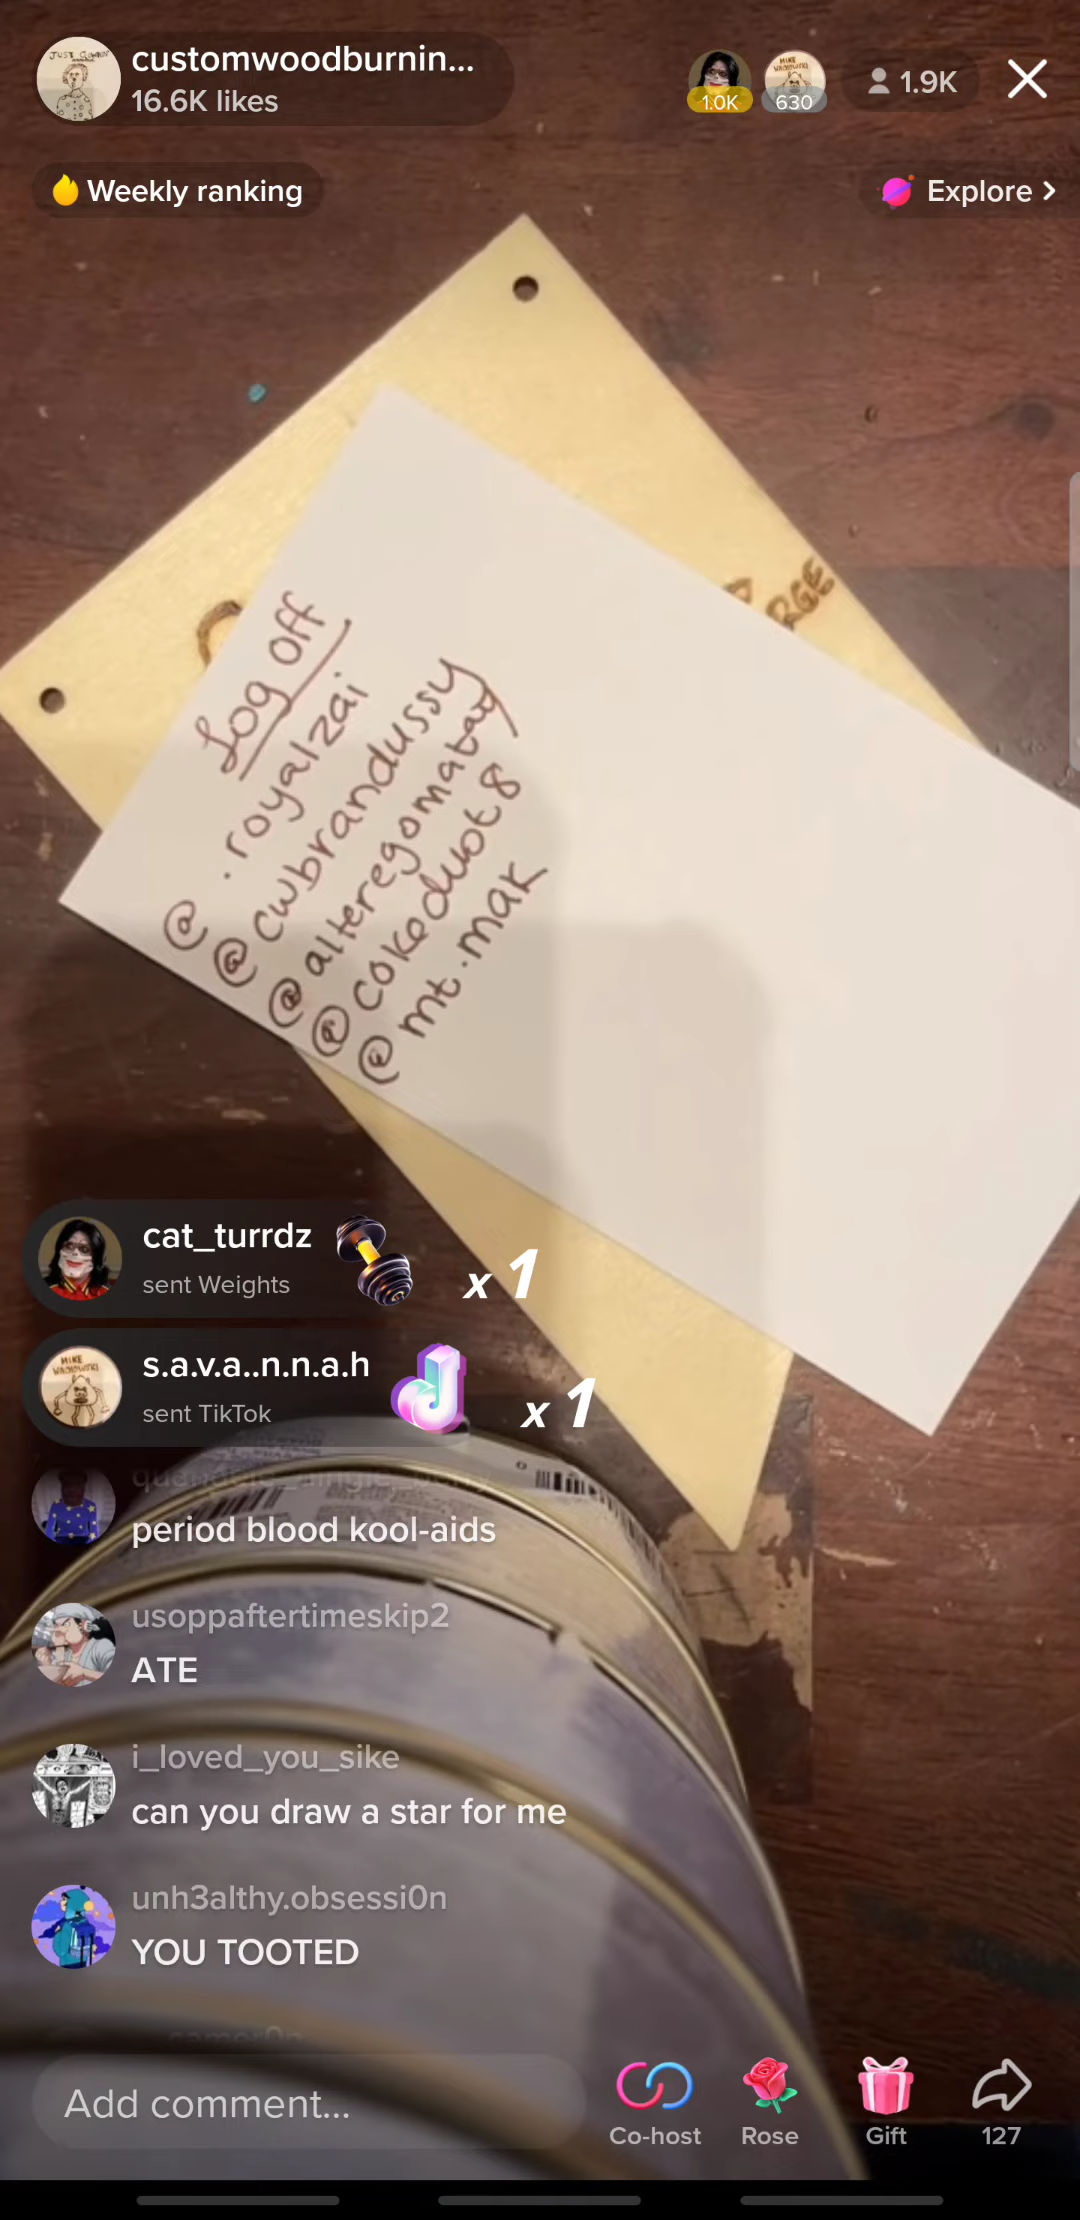 customwoodburnin...
16.6K likes
1.0K
630
1.9K
Weekly ranking
Explore
RGE
Log Off
@.royalzai
@cwbrandussy
@alteregomabay
@cokeduot8
@mt.mak
cat_turrdz
sent Weights
x 1
s.a.v.a..n.n.a.h
sent TikTok
x 1
period blood kool-aids
usoppaftertimeskip2
ATE
i_loved_you_sike
can you draw a star for me
unh3althy.obsessi0n
YOU TOOTED
Add comment...
Co-host
Rose
Gift
127